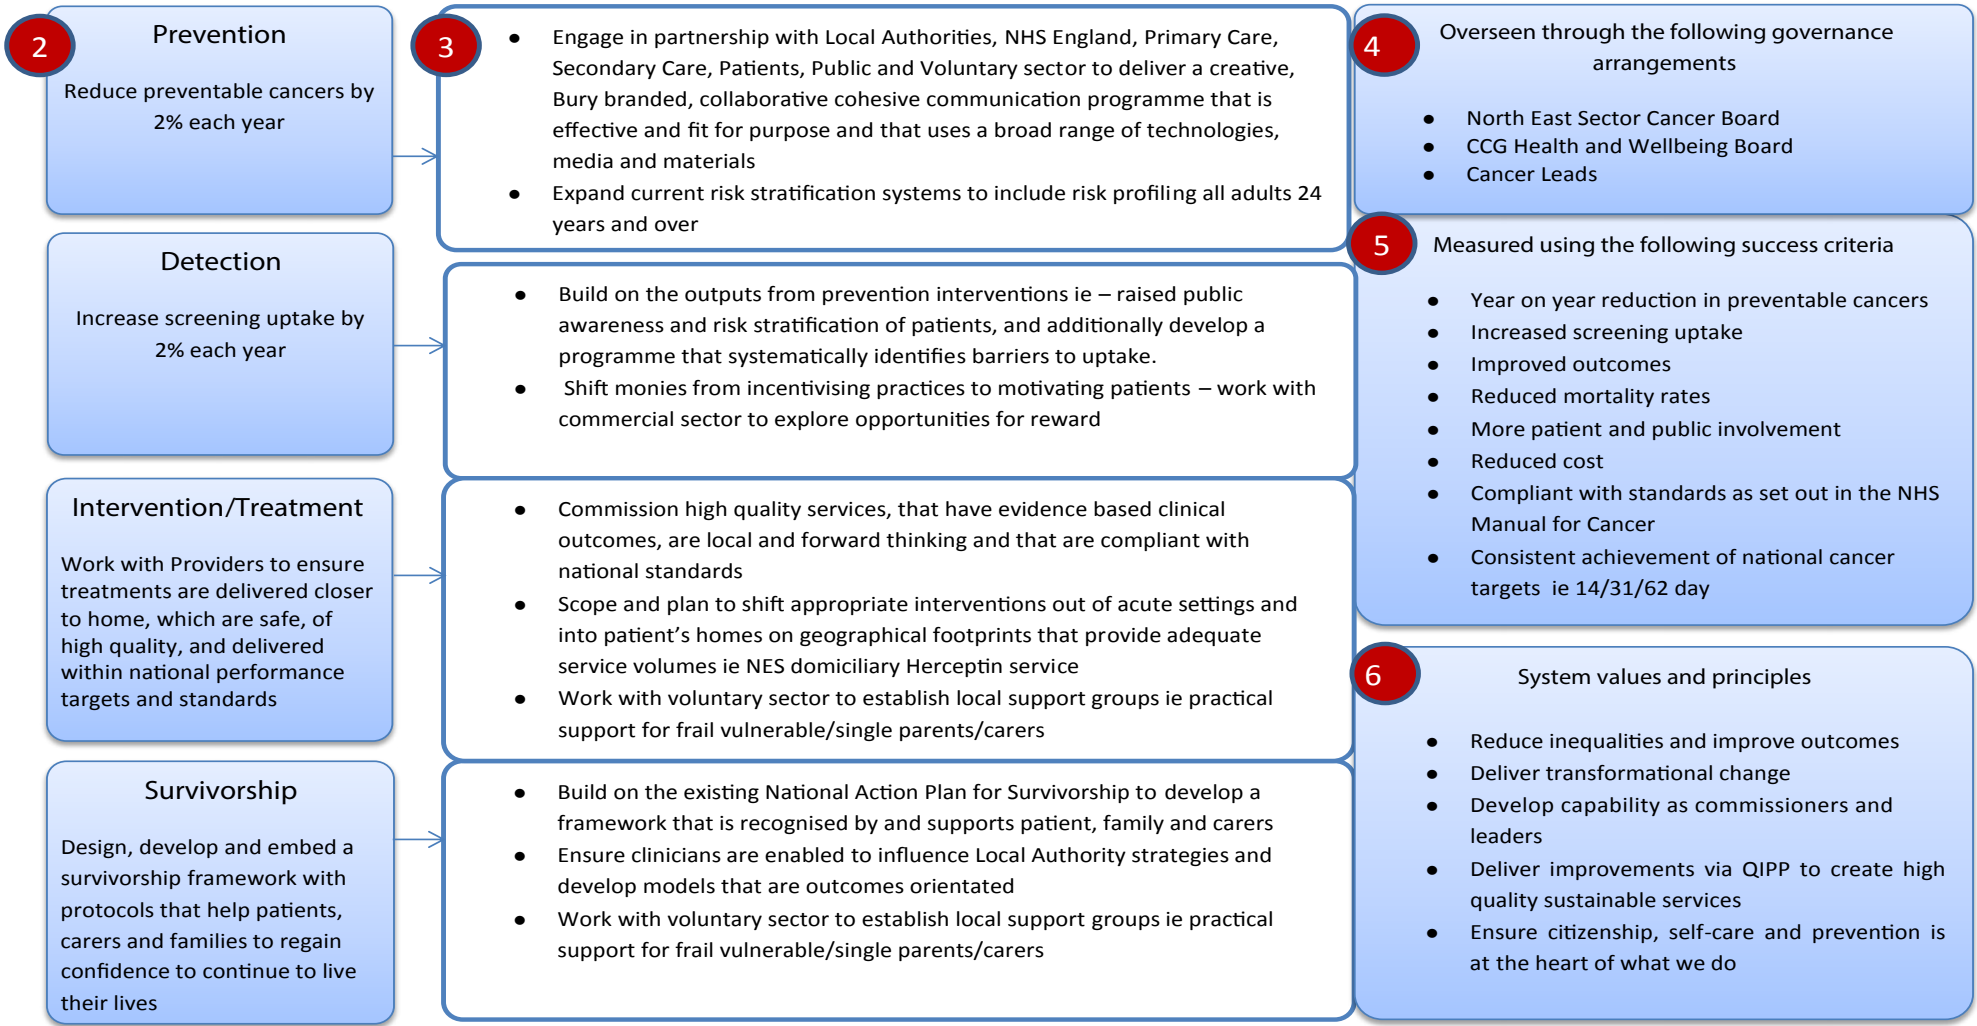 2
Prevention
Reduce preventable cancers by
2% each year
Detection
Increase screening uptake by
2% each year
Intervention/Treatment
Work with Providers to ensure
treatments are delivered closer
to home, which are safe, of
high quality, and delivered
within national performance
targets and standards
Survivorship
Design, develop and embed a
survivorship framework with
protocols that help patients,
carers and families to regain
confidence to continue to live
their lives
3
● Engage in partnership with Local Authorities, NHS England, Primary Care,
Secondary Care, Patients, Public and Voluntary sector to deliver a creative,
Bury branded, collaborative cohesive communication programme that is
effective and fit for purpose and that uses a broad range of technologies,
media and materials
● Expand current risk stratification systems to include risk profiling all adults 24
years and over
● Build on the outputs from prevention interventions ie – raised public
awareness and risk stratification of patients, and additionally develop a
programme that systematically identifies barriers to uptake.
● Shift monies from incentivising practices to motivating patients – work with
commercial sector to explore opportunities for reward
● Commission high quality services, that have evidence based clinical
outcomes, are local and forward thinking and that are compliant with
national standards
● Scope and plan to shift appropriate interventions out of acute settings and
into patient’s homes on geographical footprints that provide adequate
service volumes ie NES domiciliary Herceptin service
● Work with voluntary sector to establish local support groups ie practical
support for frail vulnerable/single parents/carers
● Build on the existing National Action Plan for Survivorship to develop a
framework that is recognised by and supports patient, family and carers
● Ensure clinicians are enabled to influence Local Authority strategies and
develop models that are outcomes orientated
● Work with voluntary sector to establish local support groups ie practical
support for frail vulnerable/single parents/carers
4
Overseen through the following governance
arrangements
● North East Sector Cancer Board
● CCG Health and Wellbeing Board
● Cancer Leads
5
Measured using the following success criteria
● Year on year reduction in preventable cancers
● Increased screening uptake
● Improved outcomes
● Reduced mortality rates
● More patient and public involvement
● Reduced cost
● Compliant with standards as set out in the NHS
Manual for Cancer
● Consistent achievement of national cancer
targets ie 14/31/62 day
6
System values and principles
● Reduce inequalities and improve outcomes
● Deliver transformational change
● Develop capability as commissioners and
leaders
● Deliver improvements via QIPP to create high
quality sustainable services
● Ensure citizenship, self-care and prevention is
at the heart of what we do